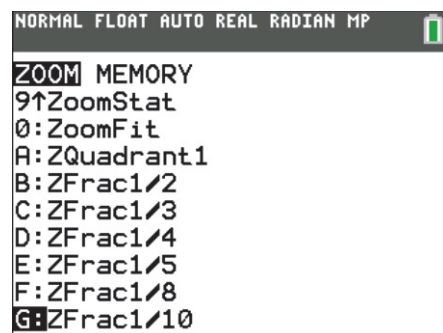 NORMAL FLOAT AUTO REAL RADIAN MP
ZOOM MEMORY
9↑ZoomStat
0:ZoomFit
A:ZQuadrant1
B:ZFrac1/2
C:ZFrac1/3
D:ZFrac1/4
E:ZFrac1/5
F:ZFrac1/8
G:ZFrac1/10